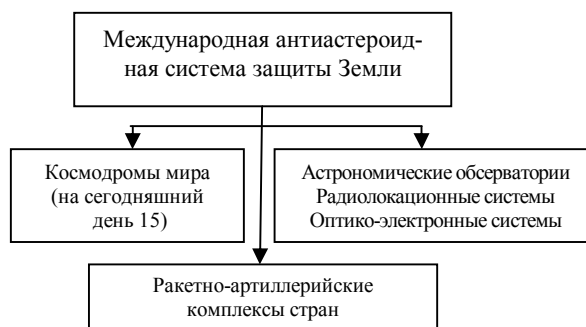 Международная антиастероид-
ная система защиты Земли
Космодромы мира
(на сегодняшний
день 15)
Астрономические обсерватории
Радиолокационные системы
Оптико-электронные системы
Ракетно-артиллерийские
комплексы стран